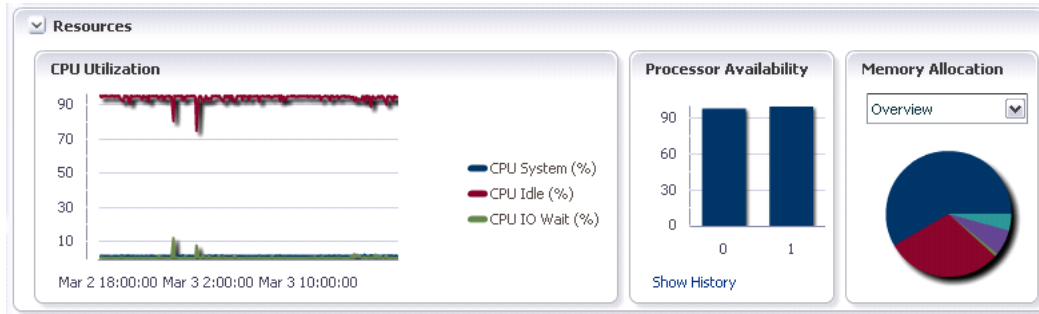 Resources
CPU Utilization
90
70
50
30
10
CPU System (%)
CPU Idle (%)
CPU IO Wait (%)
Mar 2 18:00:00 Mar 3 2:00:00 Mar 3 10:00:00
Processor Availability
90
60
30
0
0 1
Show History
Memory Allocation
Overview